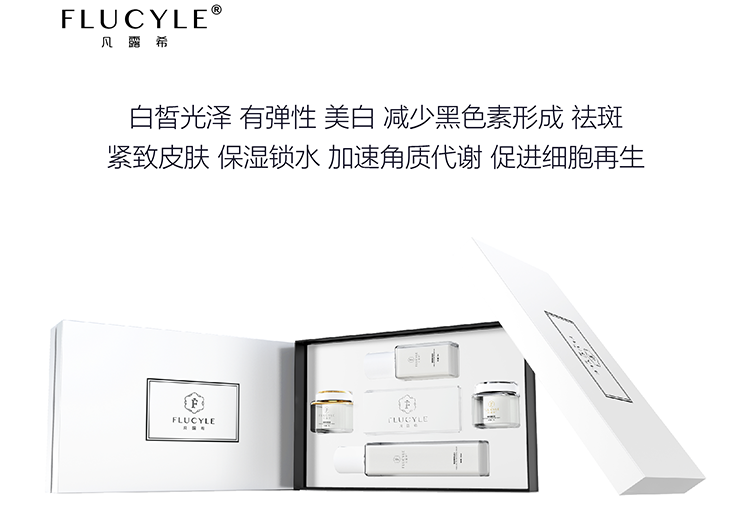 FLUCYLE®
凡露希
白皙光泽 有弹性 美白 减少黑色素形成 祛斑
紧致皮肤 保湿锁水 加速角质代谢 促进细胞再生
FLUCYLE
凡露希
FLUCYLE
凡露希